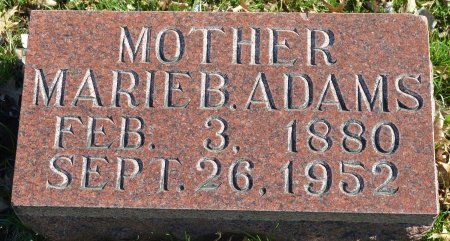 MOTHER
MARIE B. ADAMS
FEB. 3, 1880
SEPT. 26, 1952